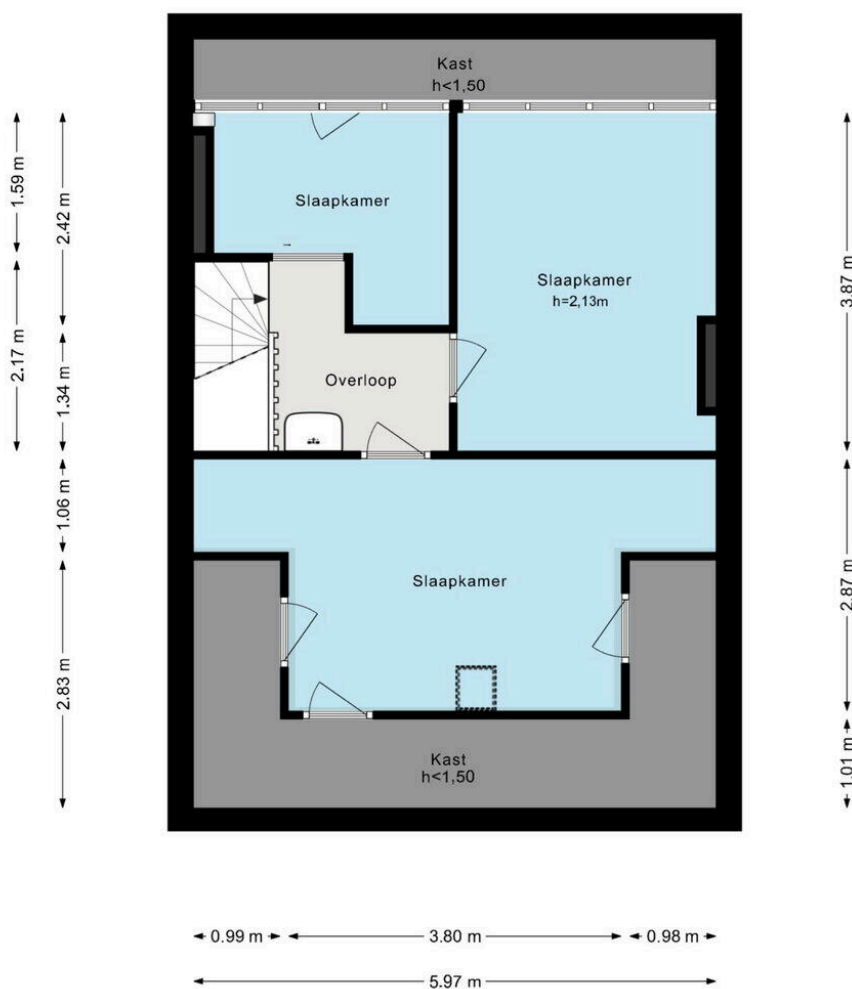 Kast
h<1,50
1.59 m
2.42 m
Slaapkamer
Slaapkamer
h=2,13m
3.87 m
2.17 m
1.34 m
Overloop
1.06 m
Slaapkamer
2.87 m
2.83 m
Kast
h<1,50
1.01 m
0.99 m
3.80 m
0.98 m
5.97 m